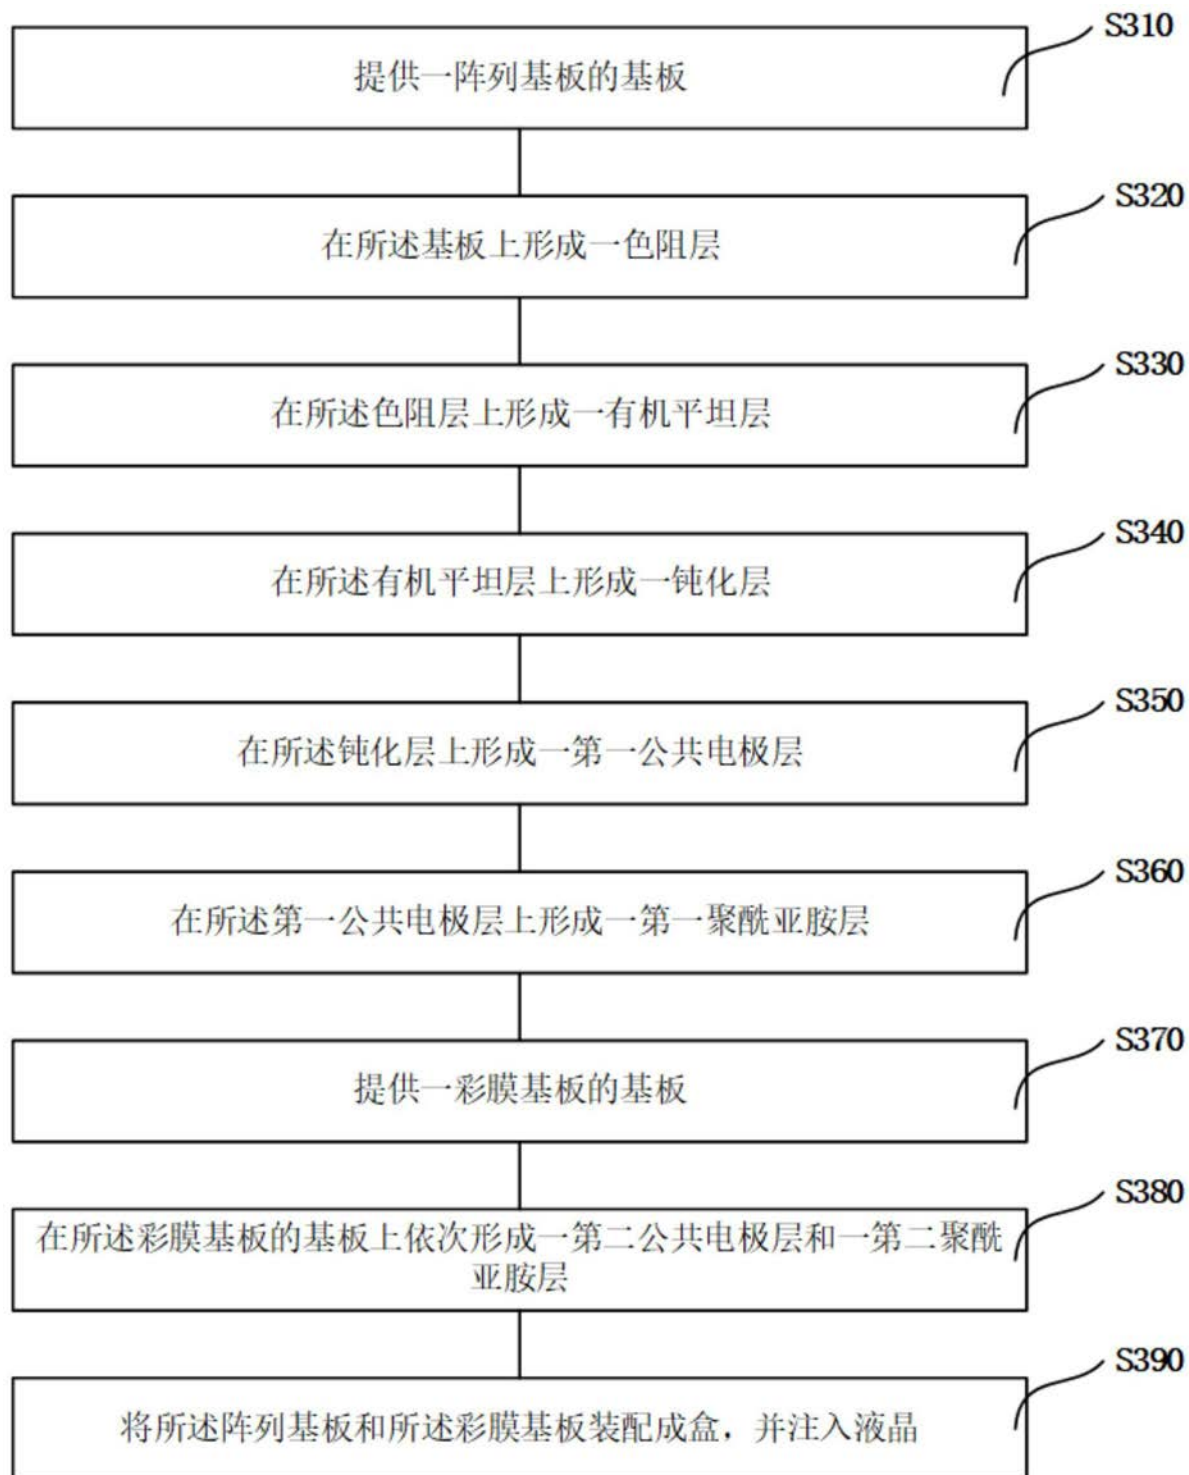 S310
提供一阵列基板的基板
S320
在所述基板上形成一色阻层
S330
在所述色阻层上形成一有机平坦层
S340
在所述有机平坦层上形成一钝化层
S350
在所述钝化层上形成一第一公共电极层
S360
在所述第一公共电极层上形成一第一聚酰亚胺层
S370
提供一彩膜基板的基板
S380
在所述彩膜基板的基板上依次形成一第二公共电极层和一第二聚酰
亚胺层
S390
将所述阵列基板和所述彩膜基板装配成盒，并注入液晶